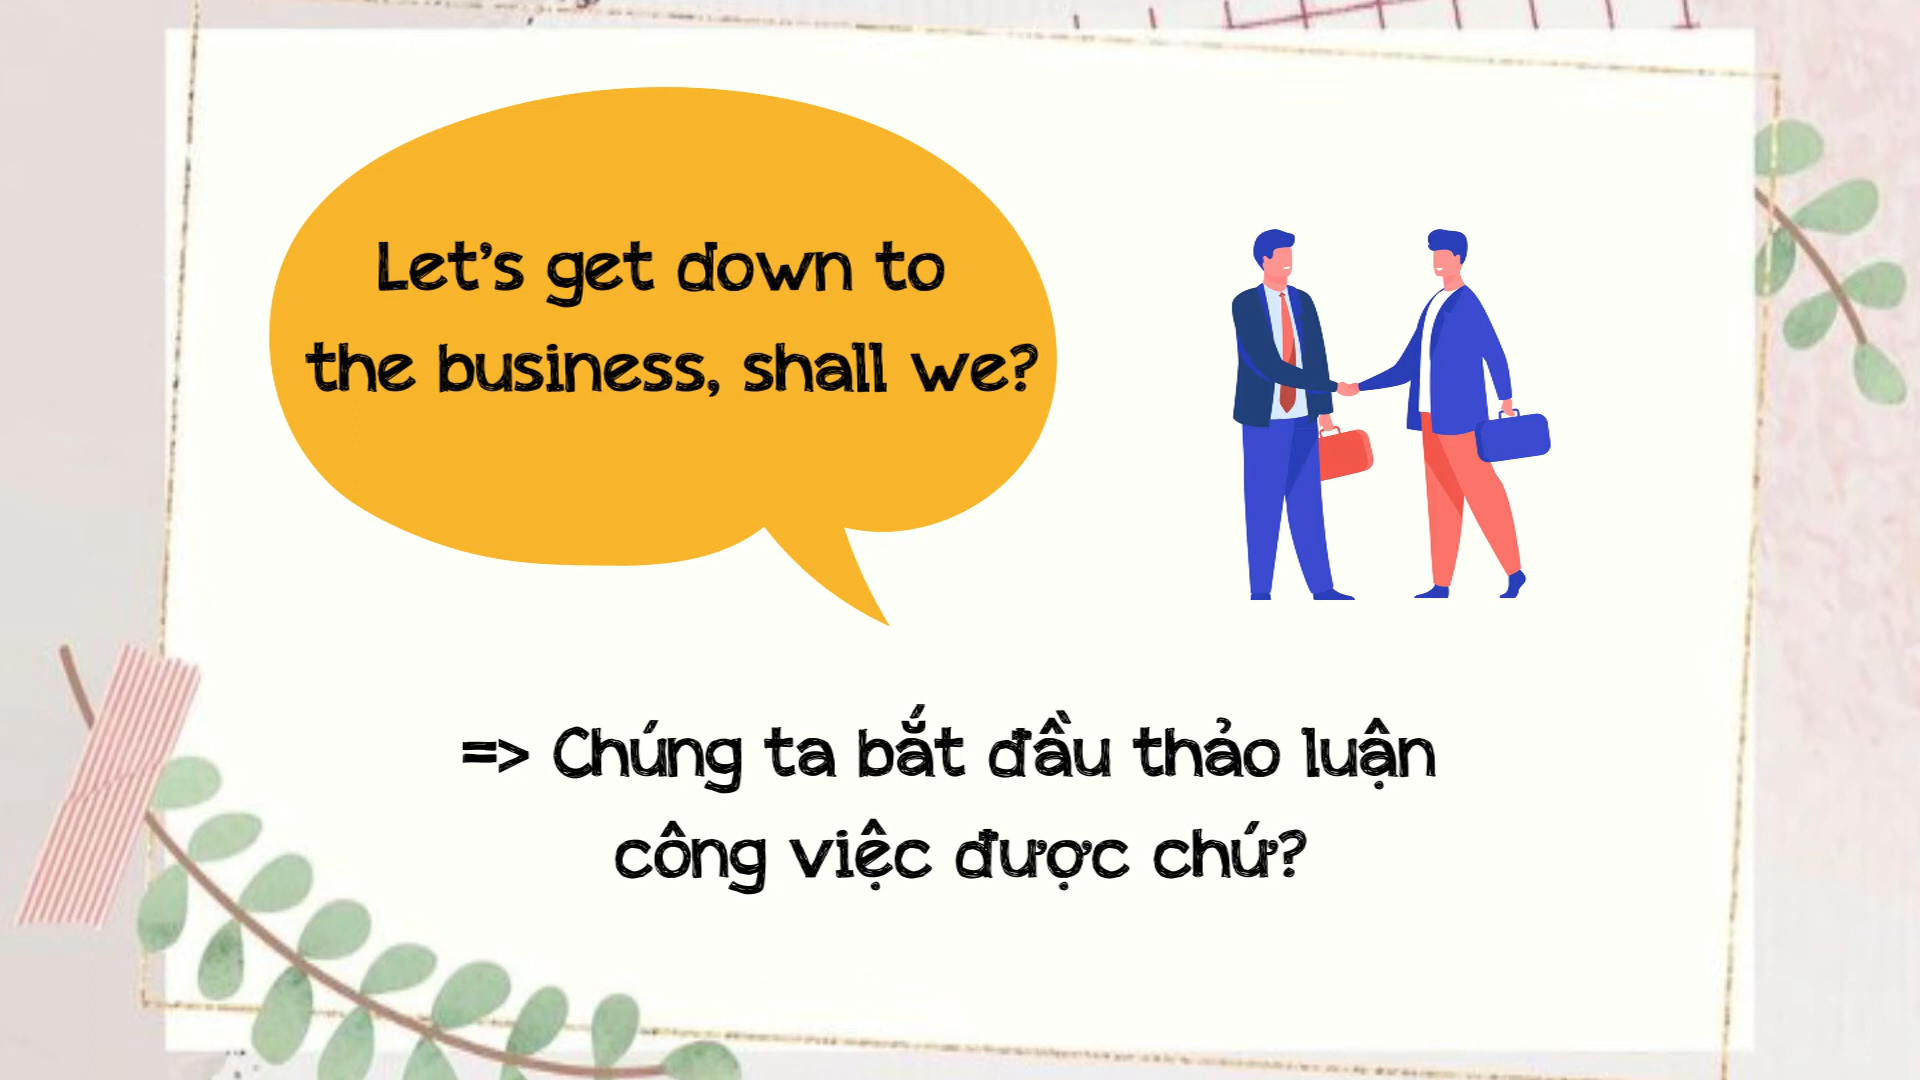 Let’s get down to
the business, shall we?
=> Chúng ta bắt đầu thảo luận
công việc được chứ?